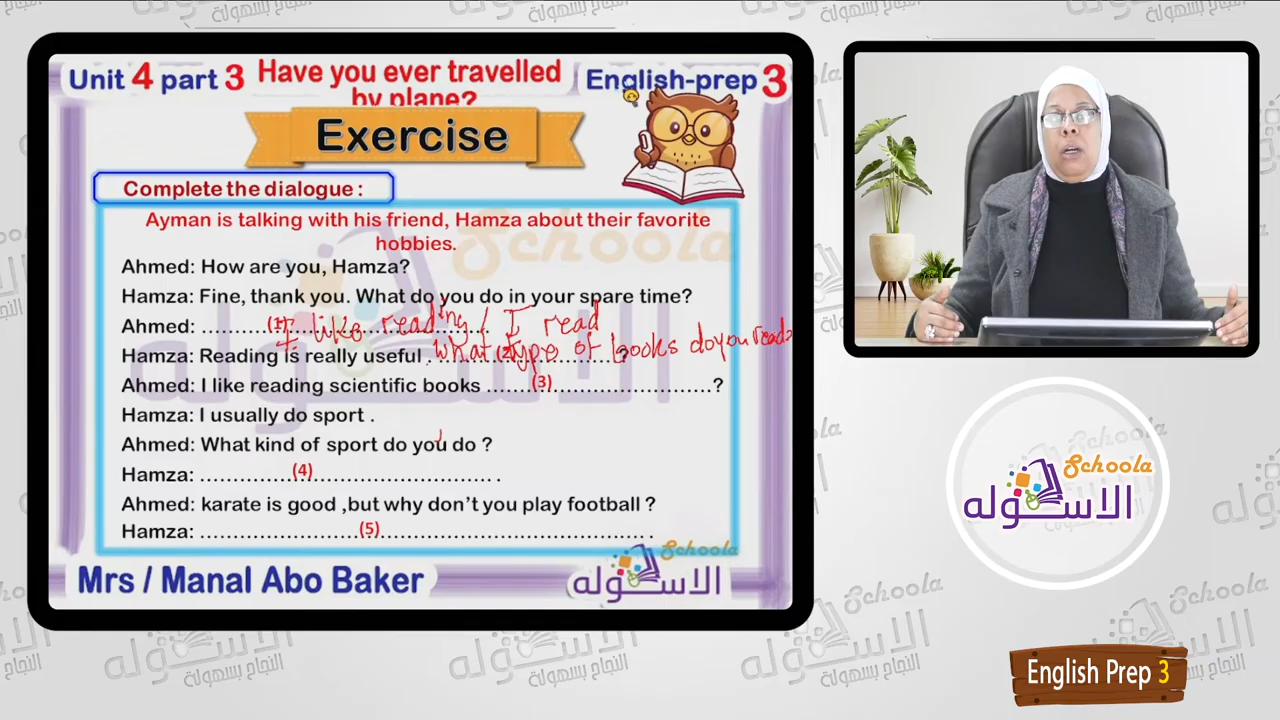 Unit 4 part 3
Have you ever travelled
by plane?
English-prep 3
Exercise
Complete the dialogue :
Ayman is talking with his friend, Hamza about their favorite
hobbies.
Ahmed: How are you, Hamza?
Hamza: Fine, thank you. What do you do in your spare time?
Ahmed: ..........(1)................................
I like reading / I read
Hamza: Reading is really useful . ..........(2)................?
what type of books do you read?
Ahmed: I like reading scientific books .......(3).........................?
Hamza: I usually do sport .
Ahmed: What kind of sport do you do ?
Hamza: ..............(4)........................... .
Ahmed: karate is good ,but why don't you play football ?
Hamza: ........................(5)......................................... .
Mrs / Manal Abo Baker
Schoola
الاسكوله
Schoola
الاسكوله
English Prep 3